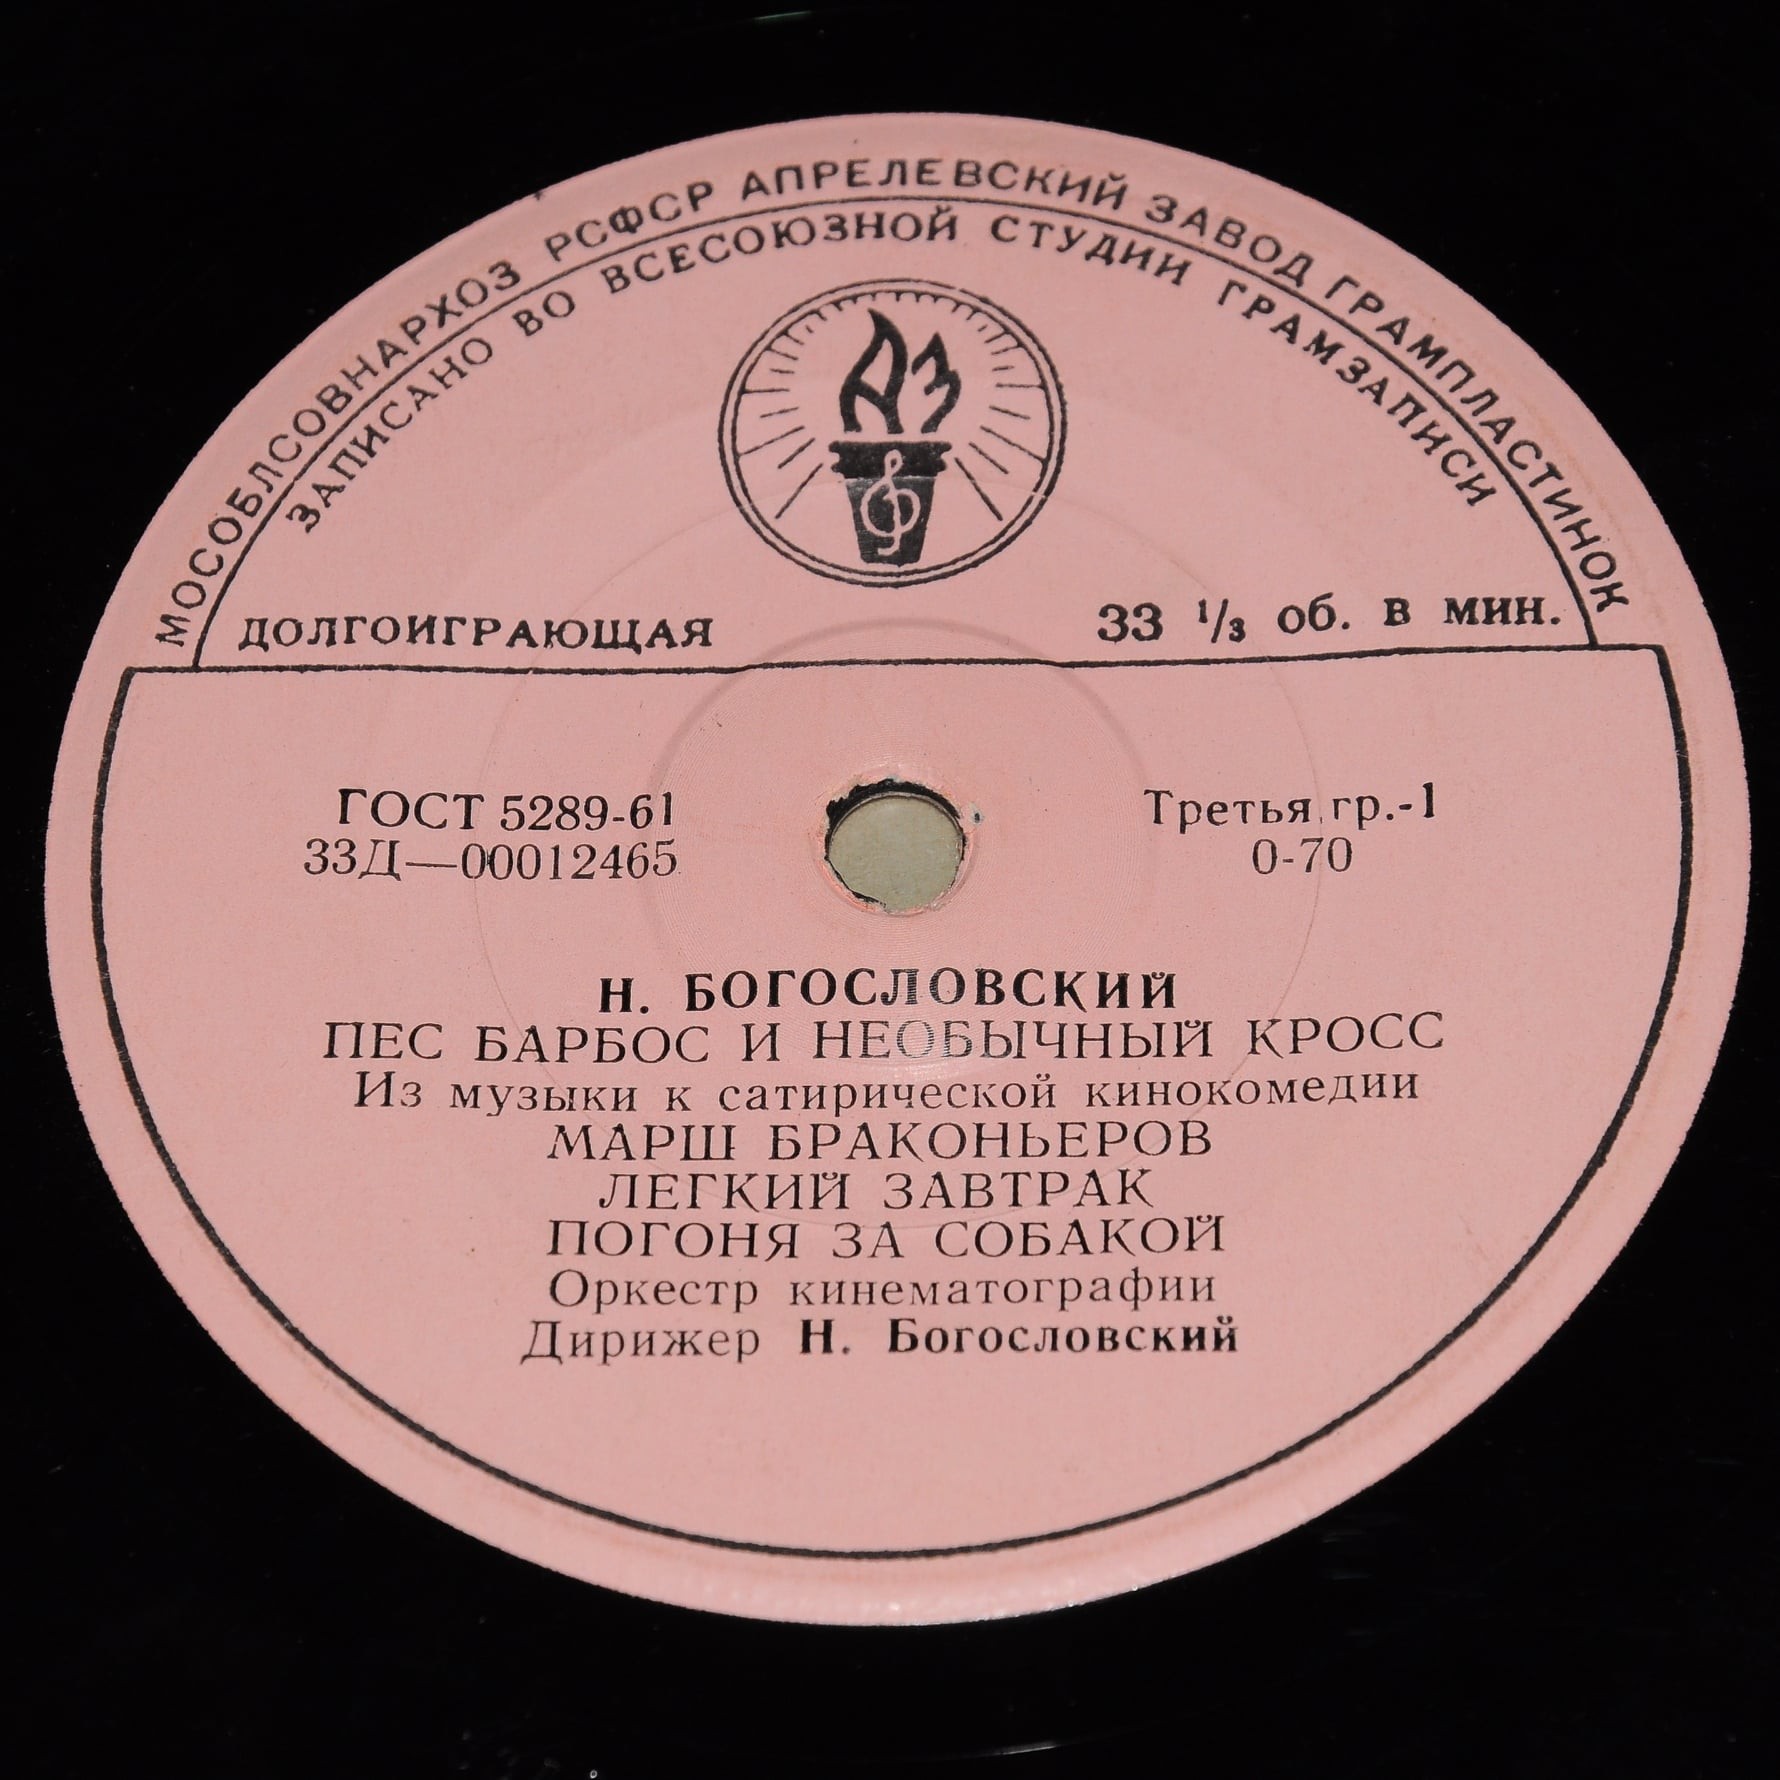 МОСОБЛСОВНАРХОЗ РСФСР АПРЕЛЕВСКИЙ ЗАВОД ГРАМПЛАСТИНОК
ЗАПИСАНО ВО ВСЕСОЮЗНОЙ СТУДИИ ГРАМЗАПИСИ
АЗ
ДОЛГОИГРАЮЩАЯ 33 1/3 об. в мин.
ГОСТ 5289-61 Третья гр.-1
33Д—00012465 0-70
Н. БОГОСЛОВСКИЙ
ПЕС БАРБОС И НЕОБЫЧНЫЙ КРОСС
Из музыки к сатирической кинокомедии
МАРШ БРАКОНЬЕРОВ
ЛЕГКИЙ ЗАВТРАК
ПОГОНЯ ЗА СОБАКОЙ
Оркестр кинематографии
Дирижер Н. Богословский